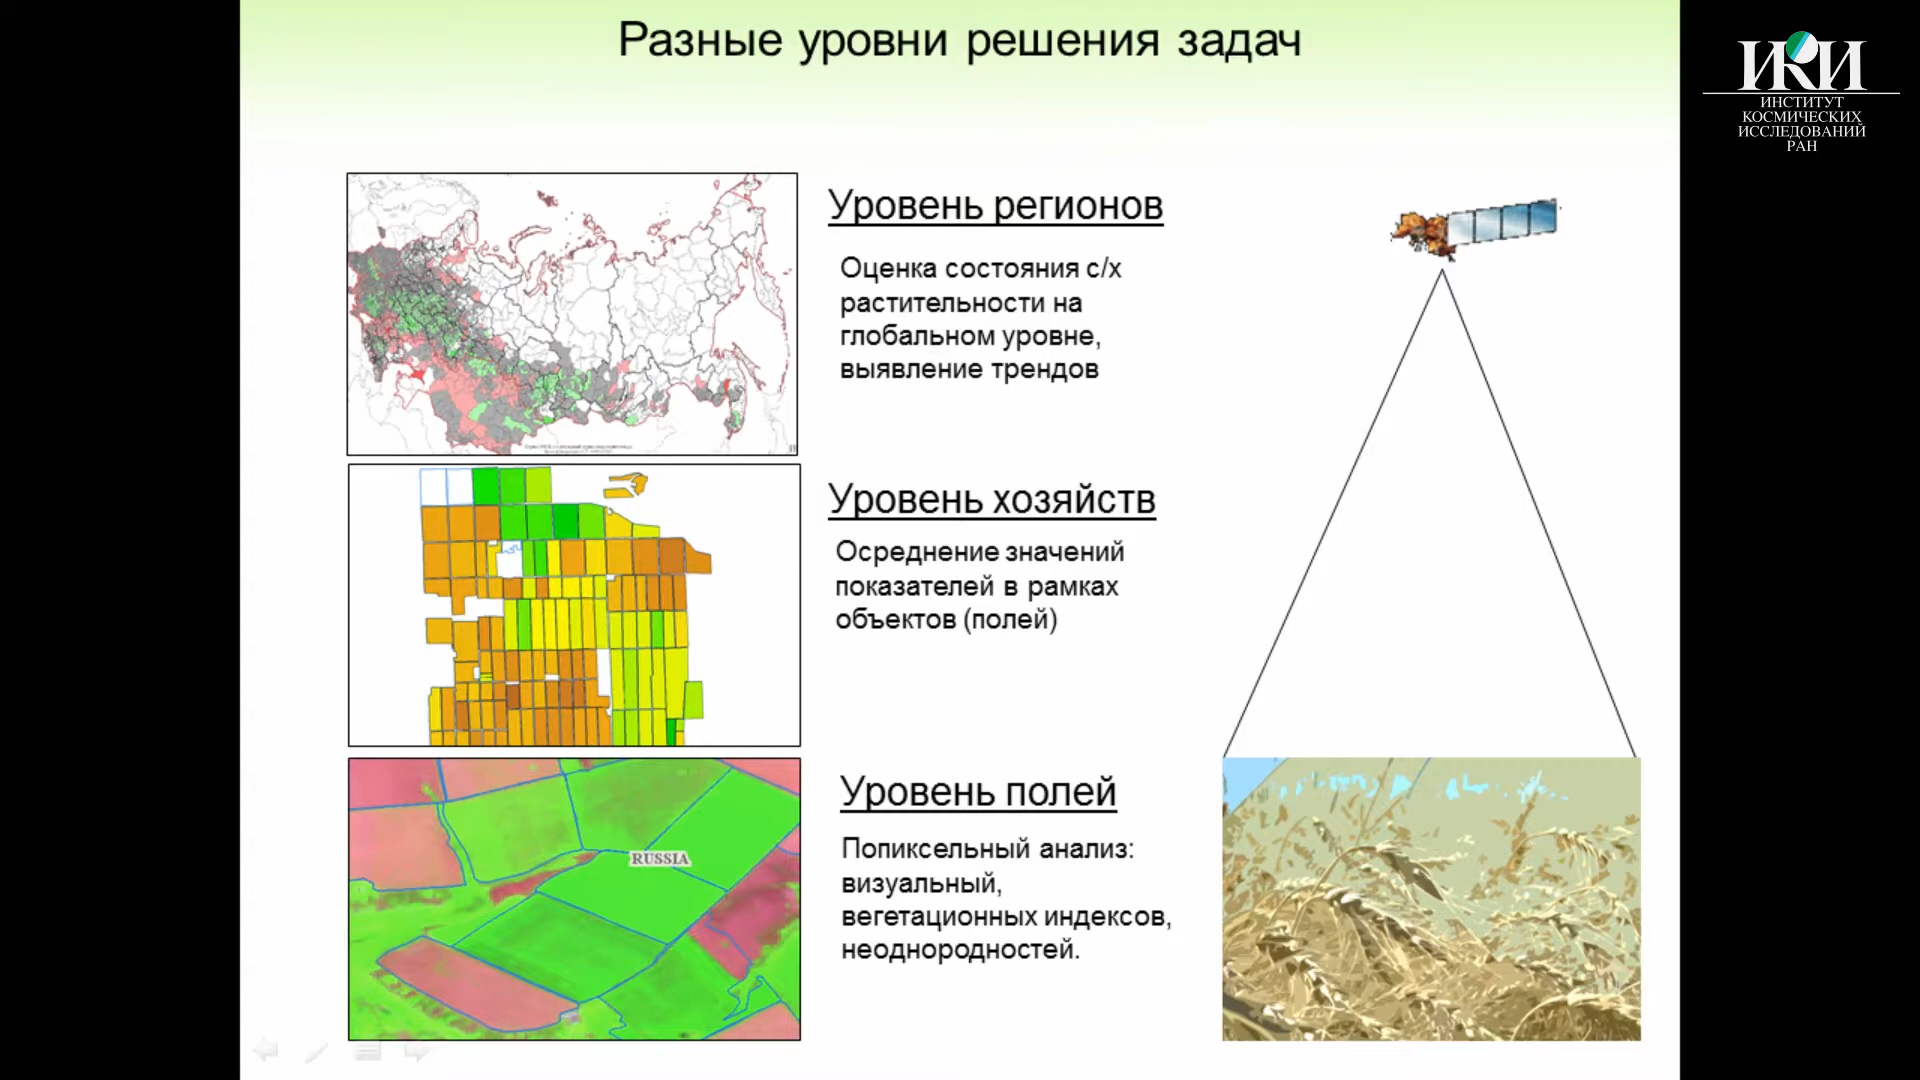 Разные уровни решения задач
ИКИ
ИНСТИТУТ
КОСМИЧЕСКИХ
ИССЛЕДОВАНИЙ
РАН
Уровень регионов
Оценка состояния с/х
растительности на
глобальном уровне,
выявление трендов
Уровень хозяйств
Осреднение значений
показателей в рамках
объектов (полей)
RUSSIA
Уровень полей
Попиксельный анализ:
визуальный,
вегетационных индексов,
неоднородностей.